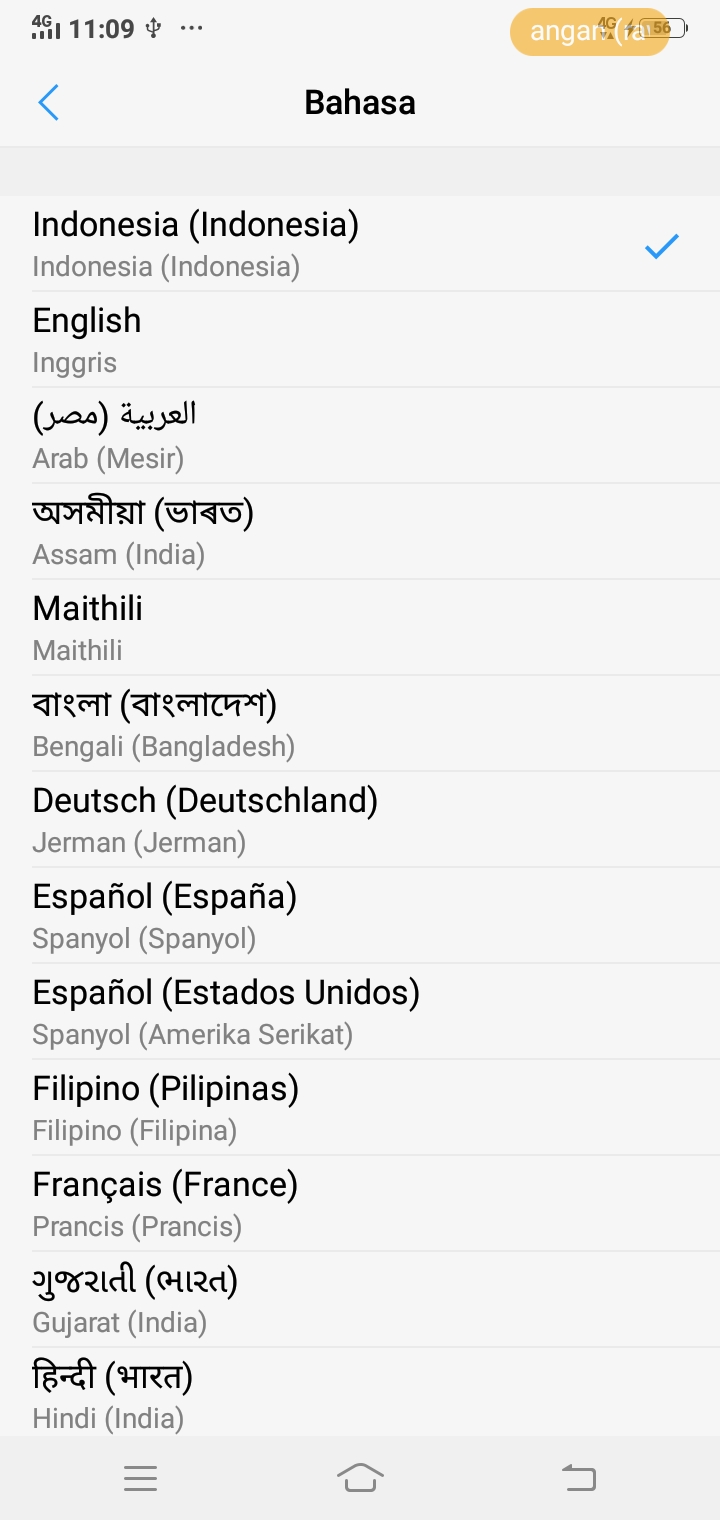 4G 11:09 ...
56
Bahasa
Indonesia (Indonesia)
Indonesia (Indonesia)
English
Inggris
العربية (مصر)
Arab (Mesir)
অসমীয়া (ভাৰত)
Assam (India)
Maithili
Maithili
বাংলা (বাংলাদেশ)
Bengali (Bangladesh)
Deutsch (Deutschland)
Jerman (Jerman)
Español (España)
Spanyol (Spanyol)
Español (Estados Unidos)
Spanyol (Amerika Serikat)
Filipino (Pilipinas)
Filipino (Filipina)
Français (France)
Prancis (Prancis)
ગુજરાતી (ભારત)
Gujarat (India)
हिन्दी (भारत)
Hindi (India)